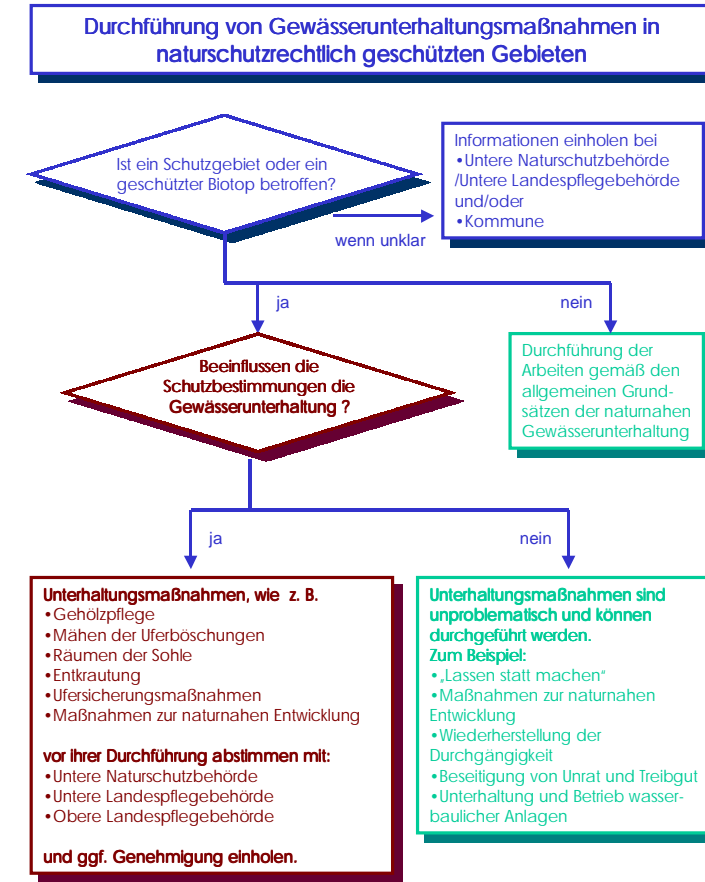 Durchführung von Gewässerunterhaltungsmaßnahmen in
naturschutzrechtlich geschützten Gebieten
Ist ein Schutzgebiet oder ein
geschützter Biotop betroffen?
Informationen einholen bei
•Untere Naturschutzbehörde
/Untere Landespflegebehörde
und/oder
•Kommune
wenn unklar
ja
nein
Beeinflussen die
Schutzbestimmungen die
Gewässerunterhaltung ?
Durchführung der
Arbeiten gemäß den
allgemeinen Grund-
sätzen der naturnahen
Gewässerunterhaltung
ja
nein
Unterhaltungsmaßnahmen, wie z. B.
•Gehölzpflege
•Mähen der Uferböschungen
•Räumen der Sohle
•Entkrautung
•Ufersicherungsmaßnahmen
•Maßnahmen zur naturnahen Entwicklung
vor ihrer Durchführung abstimmen mit:
•Untere Naturschutzbehörde
•Untere Landespflegebehörde
•Obere Landespflegebehörde
und ggf. Genehmigung einholen.
Unterhaltungsmaßnahmen sind
unproblematisch und können
durchgeführt werden.
Zum Beispiel:
•„Lassen statt machen“
•Maßnahmen zur naturnahen
Entwicklung
•Wiederherstellung der
Durchgängigkeit
•Beseitigung von Unrat und Treibgut
•Unterhaltung und Betrieb wasser-
baulicher Anlagen